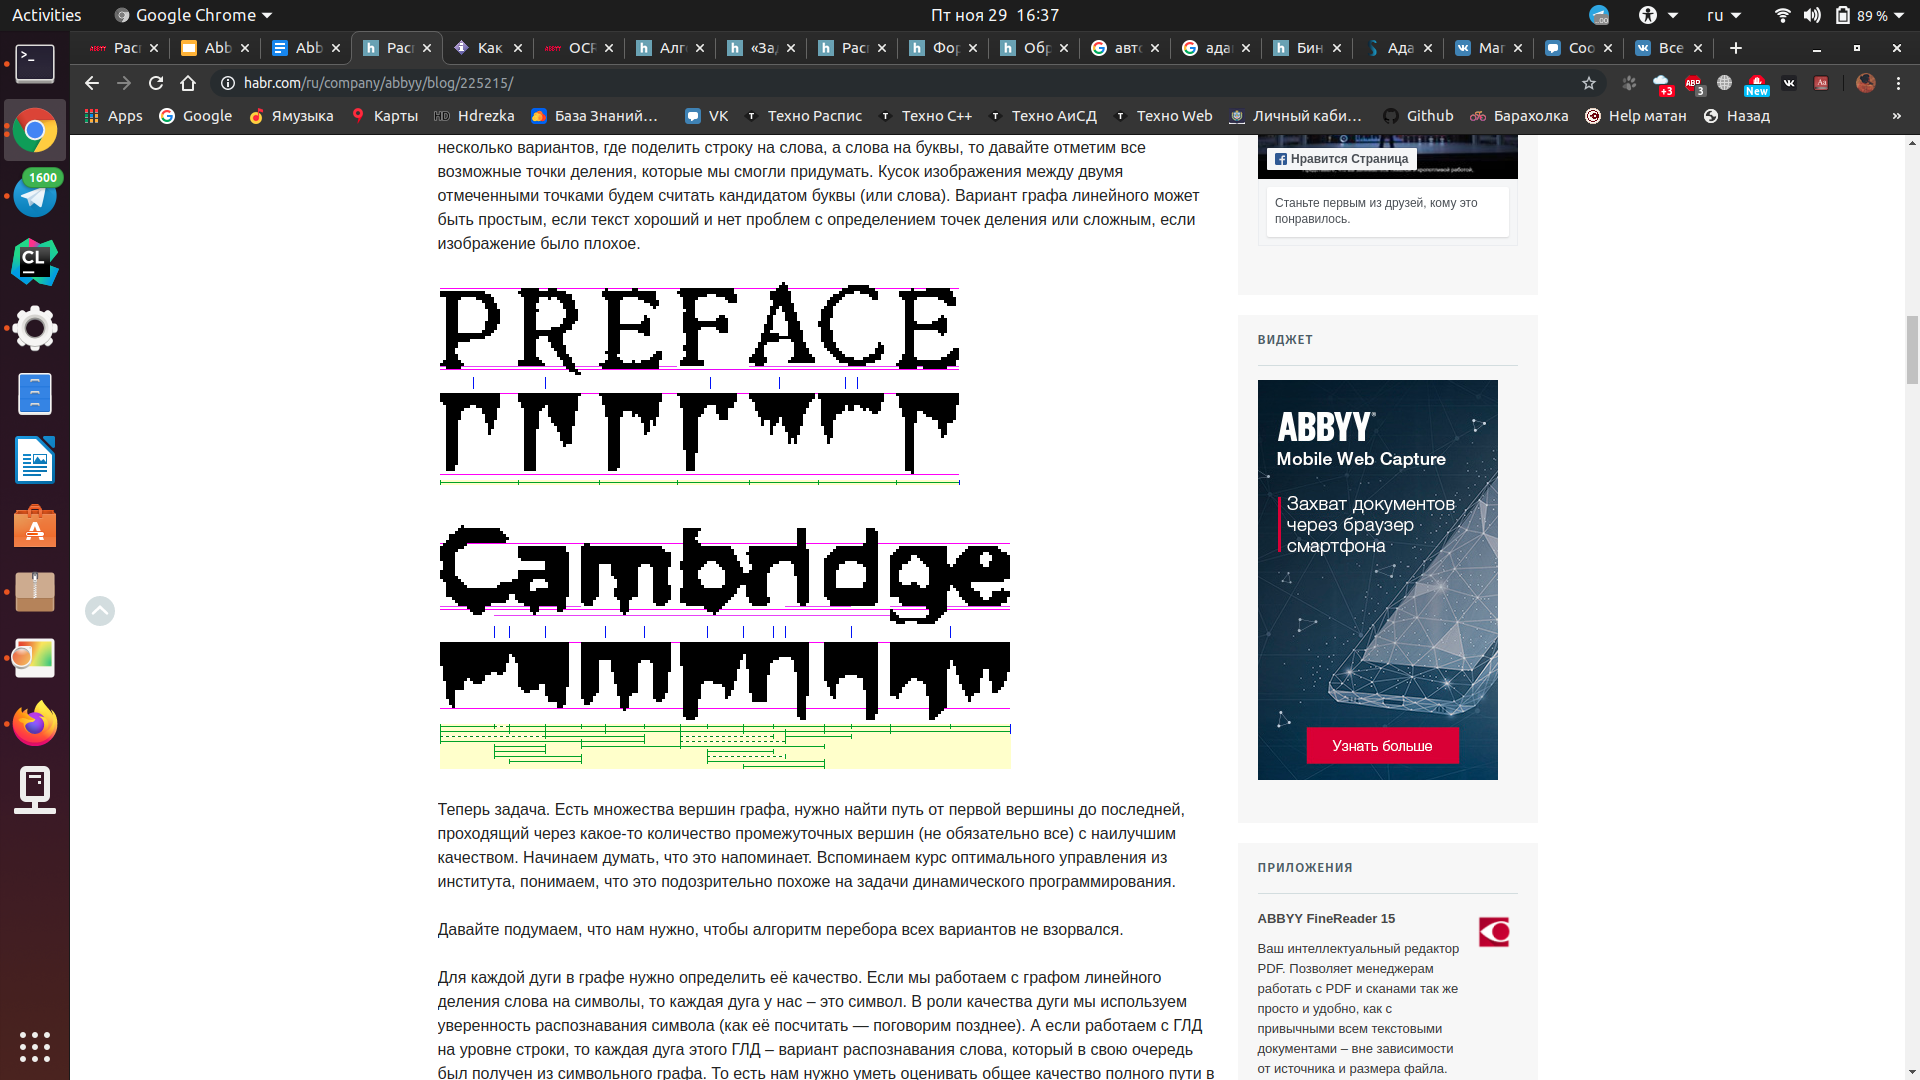 Activities
Google Chrome
Пт ноя 29 16:37
ru
89 %
Расп
Abb
Abb
Расп
Как
OCR
Алго
«За,
Расп
Фор
Обр
авто
ада
Бин
Ада
Маг
Соо
Все
habr.com/ru/company/abbyy/blog/225215/
+3
ABP
3
New
Apps
Google
Ямузыка
Карты
HD Hdrezka
База Знаний…
VK
Техно Распис
Техно C++
Техно АиСД
Техно Web
Личный каби…
Github
Барахолка
Help матан
Назад
»
1600
CL
несколько вариантов, где поделить строку на слова, а слова на буквы, то давайте отметим все
возможные точки деления, которые мы смогли придумать. Кусок изображения между двумя
отмеченными точками будем считать кандидатом буквы (или слова). Вариант графа линейного может
быть простым, если текст хороший и нет проблем с определением точек деления или сложным, если
изображение было плохое.
PREFACE
Cambridge
Теперь задача. Есть множества вершин графа, нужно найти путь от первой вершины до последней,
проходящий через какое-то количество промежуточных вершин (не обязательно все) с наилучшим
качеством. Начинаем думать, что это напоминает. Вспоминаем курс оптимального управления из
института, понимаем, что это подозрительно похоже на задачи динамического программирования.
Давайте подумаем, что нам нужно, чтобы алгоритм перебора всех вариантов не взорвался.
Для каждой дуги в графе нужно определить её качество. Если мы работаем с графом линейного
деления слова на символы, то каждая дуга у нас – это символ. В роли качества дуги мы используем
уверенность распознавания символа (как её посчитать — поговорим позднее). А если работаем с ГЛД
на уровне строки, то каждая дуга этого ГЛД – вариант распознавания слова, который в свою очередь
был получен из символьного графа. То есть нам нужно уметь оценивать общее качество полного пути в
Нравится Страница
Станьте первым из друзей, кому это
понравилось.
ВИДЖЕТ
ABBYY®
Mobile Web Capture
Захват документов
через браузер
смартфона
Узнать больше
ПРИЛОЖЕНИЯ
ABBYY FineReader 15
Ваш интеллектуальный редактор
PDF. Позволяет менеджерам
работать с PDF и сканами так же
просто и удобно, как с
привычными всем текстовыми
документами – вне зависимости
от источника и размера файла.